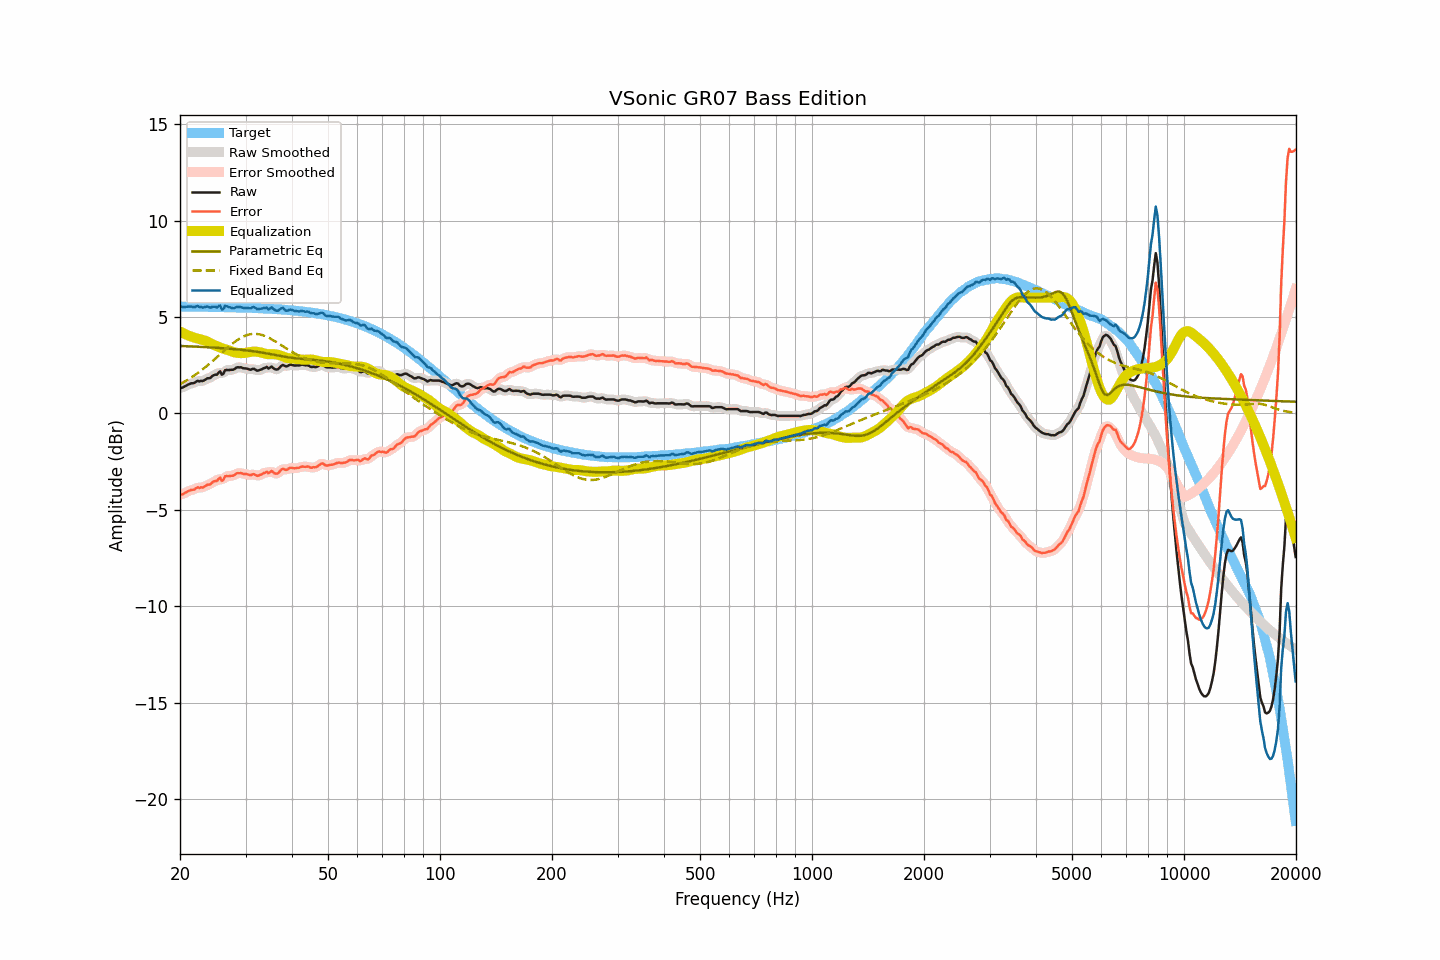 VSonic GR07 Bass Edition
15
10
5
0
−5
−10
−15
−20
Amplitude (dBr)
Target
Raw Smoothed
Error Smoothed
Raw
Error
Equalization
Parametric Eq
Fixed Band Eq
Equalized
20 50 100 200 500 1000 2000 5000 10000 20000
Frequency (Hz)